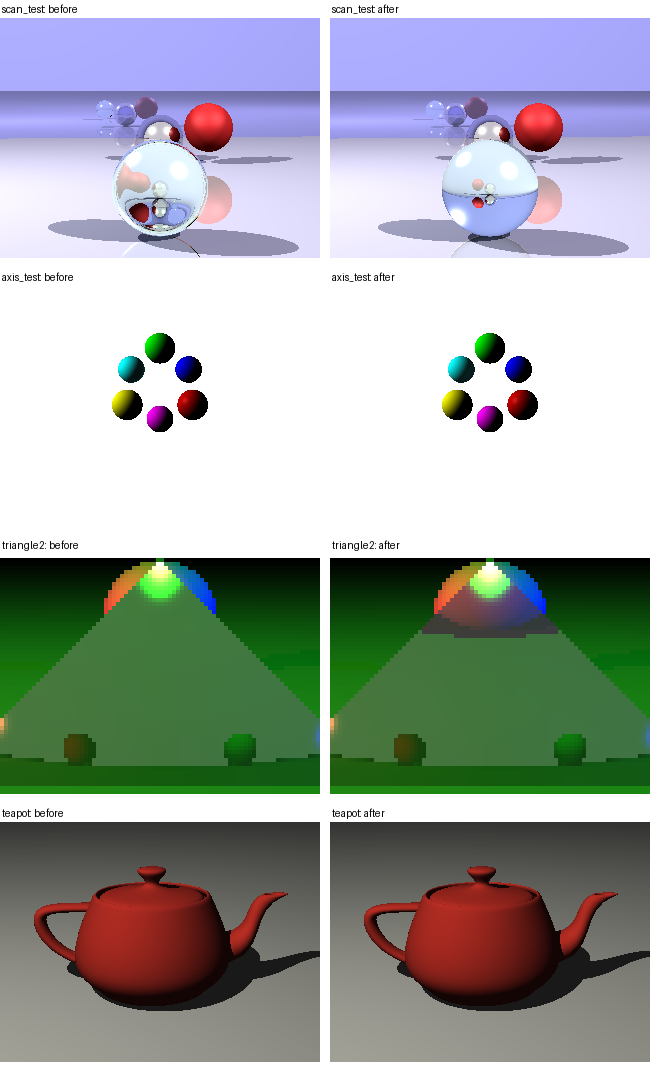 scan_test before
scan_test after
axis_test: before
axis_test: after
triangle2: before
triangle2: after
teapot: before
teapot: after